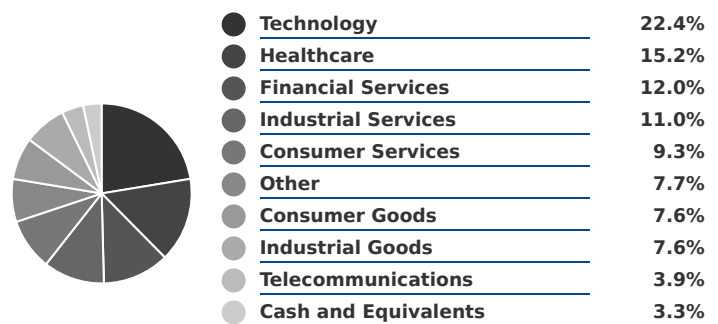 Technology 22.4%
Healthcare 15.2%
Financial Services 12.0%
Industrial Services 11.0%
Consumer Services 9.3%
Other 7.7%
Consumer Goods 7.6%
Industrial Goods 7.6%
Telecommunications 3.9%
Cash and Equivalents 3.3%